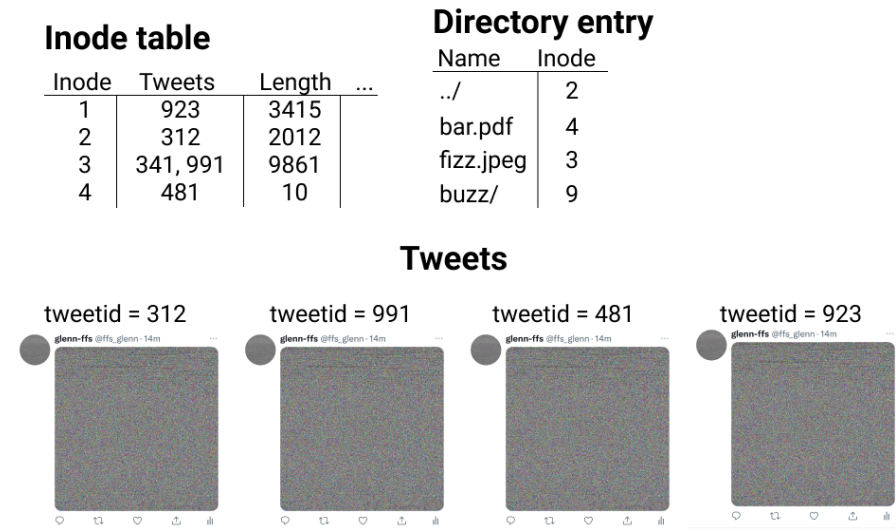 Inode table
Inode Tweets Length ...
1 923 3415
2 312 2012
3 341, 991 9861
4 481 10
Directory entry
Name Inode
../ 2
bar.pdf 4
fizz.jpeg 3
buzz/ 9
Tweets
tweetid = 312
glenn-ffs @ffs_glenn · 14m ...
tweetid = 991
glenn-ffs @ffs_glenn · 14m ...
tweetid = 481
glenn-ffs @ffs_glenn · 14m ...
tweetid = 923
glenn-ffs @ffs_glenn · 14m ...